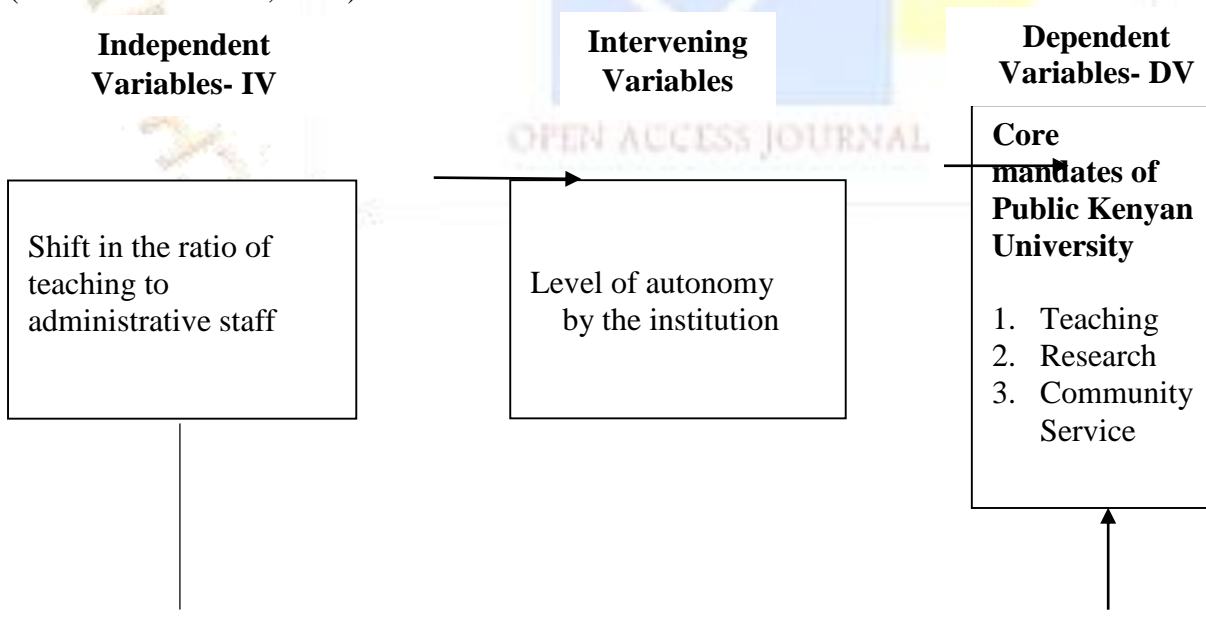 Independent
Variables- IV
Intervening
Variables
Dependent
Variables- DV
OPEN ACCESS JOURNAL
Shift in the ratio of
teaching to
administrative staff
Level of autonomy
by the institution
Core
mandates of
Public Kenyan
University
1. Teaching
2. Research
3. Community
Service